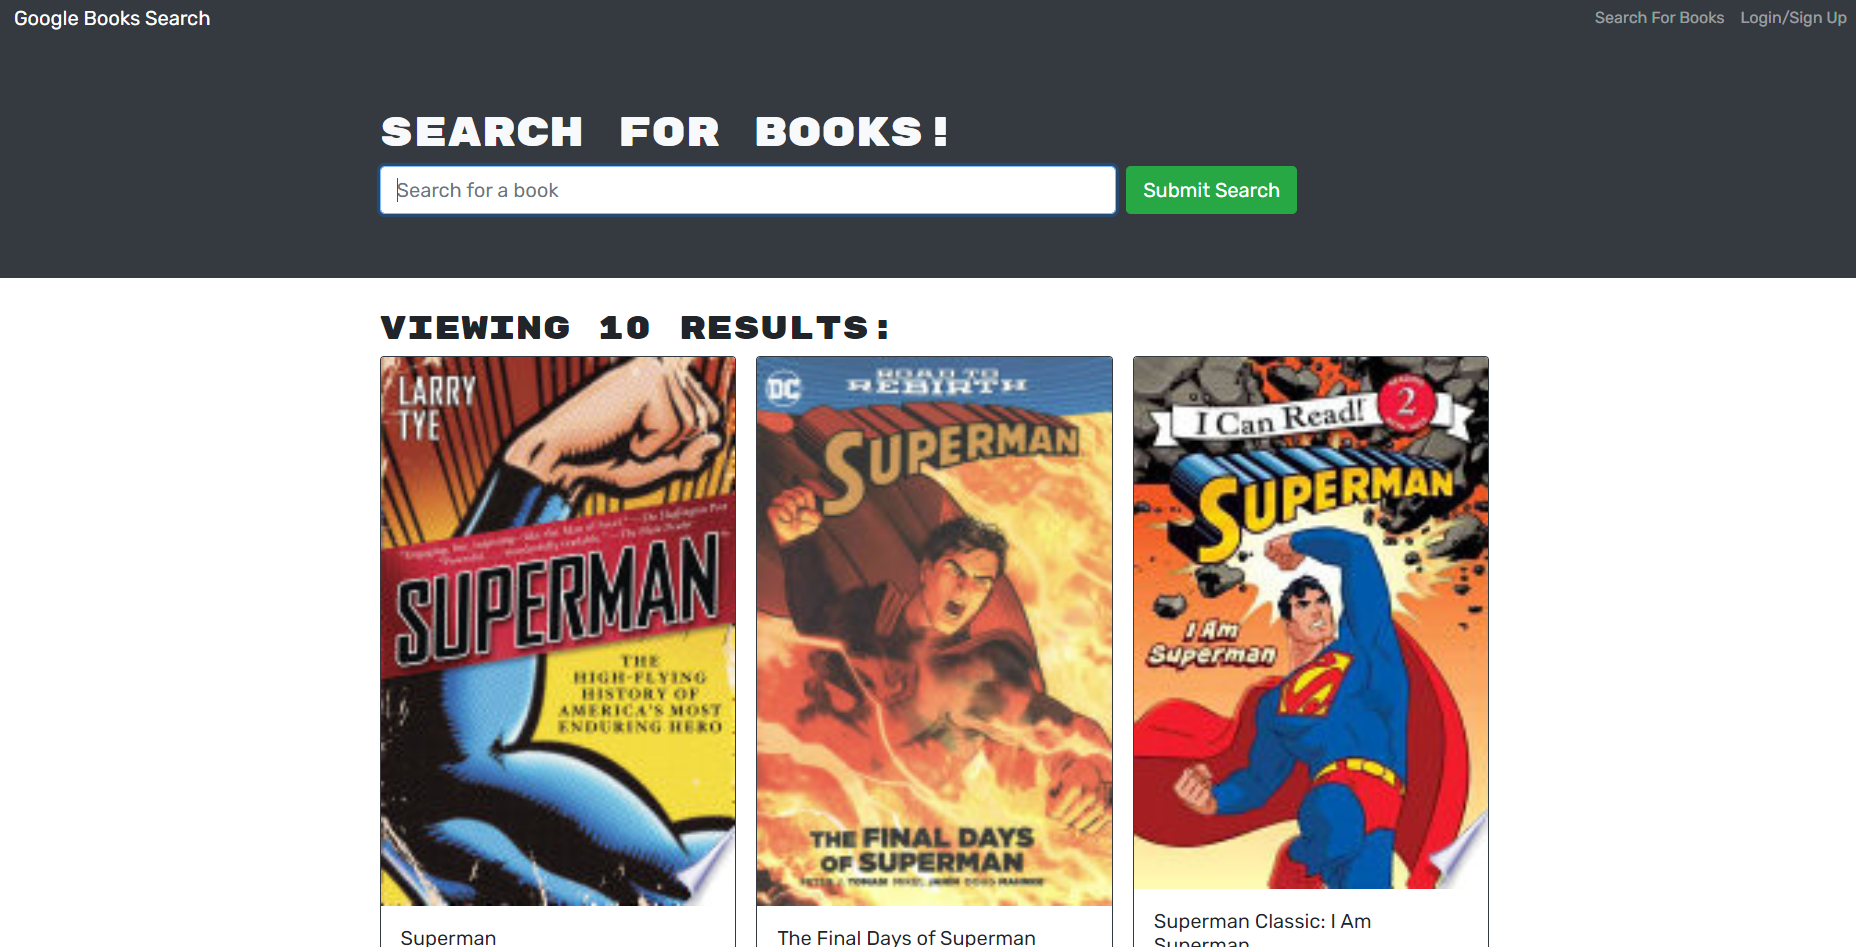 Google Books Search
Search For Books
Login/Sign Up
SEARCH FOR BOOKS!
Search for a book
Submit Search
VIEWING 10 RESULTS:
LARRY
TYE
SUPERMAN
THE
HIGH-FLYING
HISTORY OF
AMERICA'S MOST
ENDURING HERO
Superman
DC
ROAD TO
REBIRTH
SUPERMAN
THE FINAL DAYS
OF SUPERMAN
The Final Days of Superman
I Can Read!
2
SUPERMAN
I Am
Superman
Superman Classic: I Am
Superman